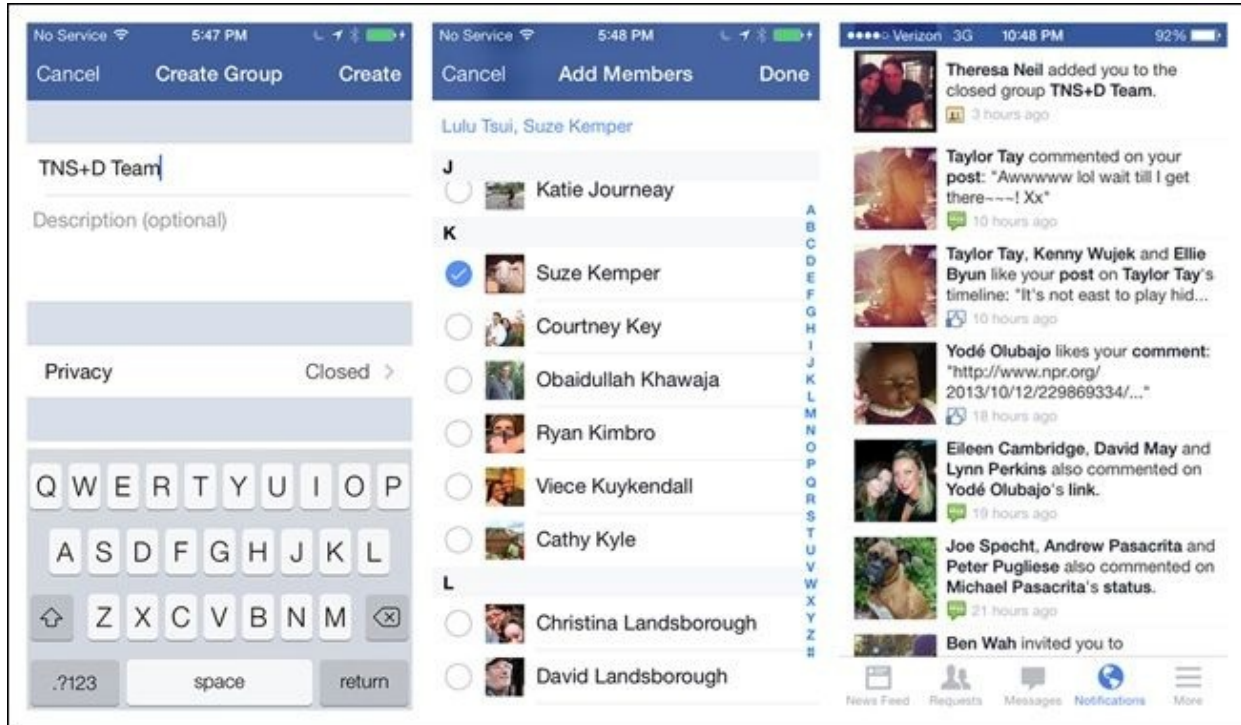 No Service 5:47 PM
Cancel Create Group Create
TNS+D Team
Description (optional)
Privacy Closed >
Q W E R T Y U I O P
A S D F G H J K L
Z X C V B N M
.?123 space return
No Service 5:48 PM
Cancel Add Members Done
Lulu Tsui, Suze Kemper
J
Katie Journeay
K
Suze Kemper
Courtney Key
Obaidullah Khawaja
Ryan Kimbro
Viece Kuykendall
Cathy Kyle
L
Christina Landsborough
David Landsborough
A
B
C
D
E
F
G
H
I
J
K
L
M
N
O
P
Q
R
S
T
U
V
W
X
Y
Z
#
Verizon 3G 10:48 PM 92%
Theresa Neil added you to the
closed group TNS+D Team.
3 hours ago
Taylor Tay commented on your
post: "Awwwww lol wait till I get
there~~~! Xx"
10 hours ago
Taylor Tay, Kenny Wujek and Ellie
Byun like your post on Taylor Tay's
timeline: "It's not east to play hid...
10 hours ago
Yodé Olubajo likes your comment:
"http://www.npr.org/
2013/10/12/229869334/..."
18 hours ago
Eileen Cambridge, David May and
Lynn Perkins also commented on
Yodé Olubajo's link.
19 hours ago
Joe Specht, Andrew Pasacrita and
Peter Pugliese also commented on
Michael Pasacrita's status.
21 hours ago
Ben Wah invited you to
News Feed Requests Messages Notifications More